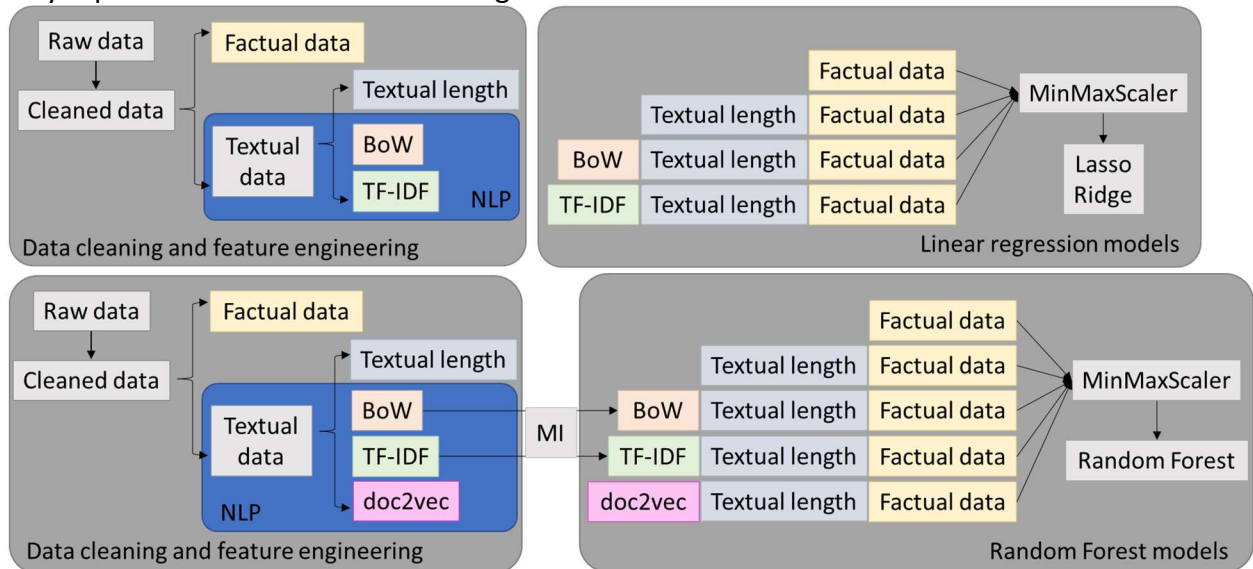 Raw data
Factual data
Textual length
Cleaned data
Textual
data
BoW
TF-IDF
NLP
Data cleaning and feature engineering
Factual data
Textual length Factual data
BoW Textual length Factual data
TF-IDF Textual length Factual data
MinMaxScaler
Lasso
Ridge
Linear regression models
Raw data
Factual data
Textual length
Cleaned data
Textual
data
BoW
TF-IDF
doc2vec
NLP
Data cleaning and feature engineering
MI
Factual data
Textual length Factual data
BoW Textual length Factual data
TF-IDF Textual length Factual data
doc2vec Textual length Factual data
MinMaxScaler
Random Forest
Random Forest models